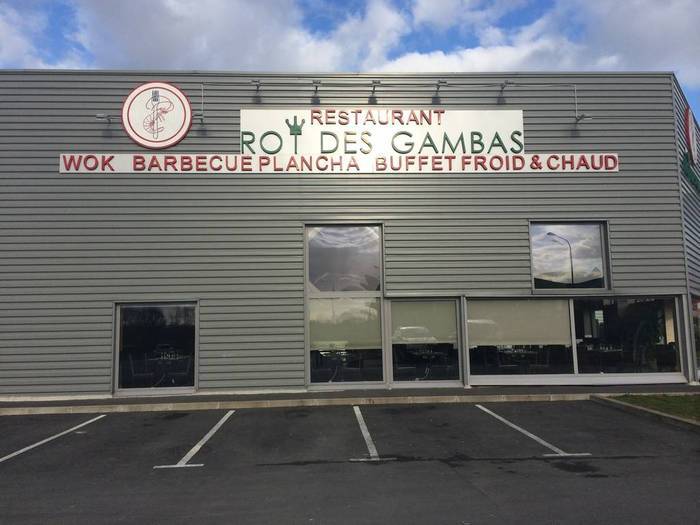 RESTAURANT
ROI DES GAMBAS
WOK BARBECUE PLANCHA BUFFET FROID & CHAUD